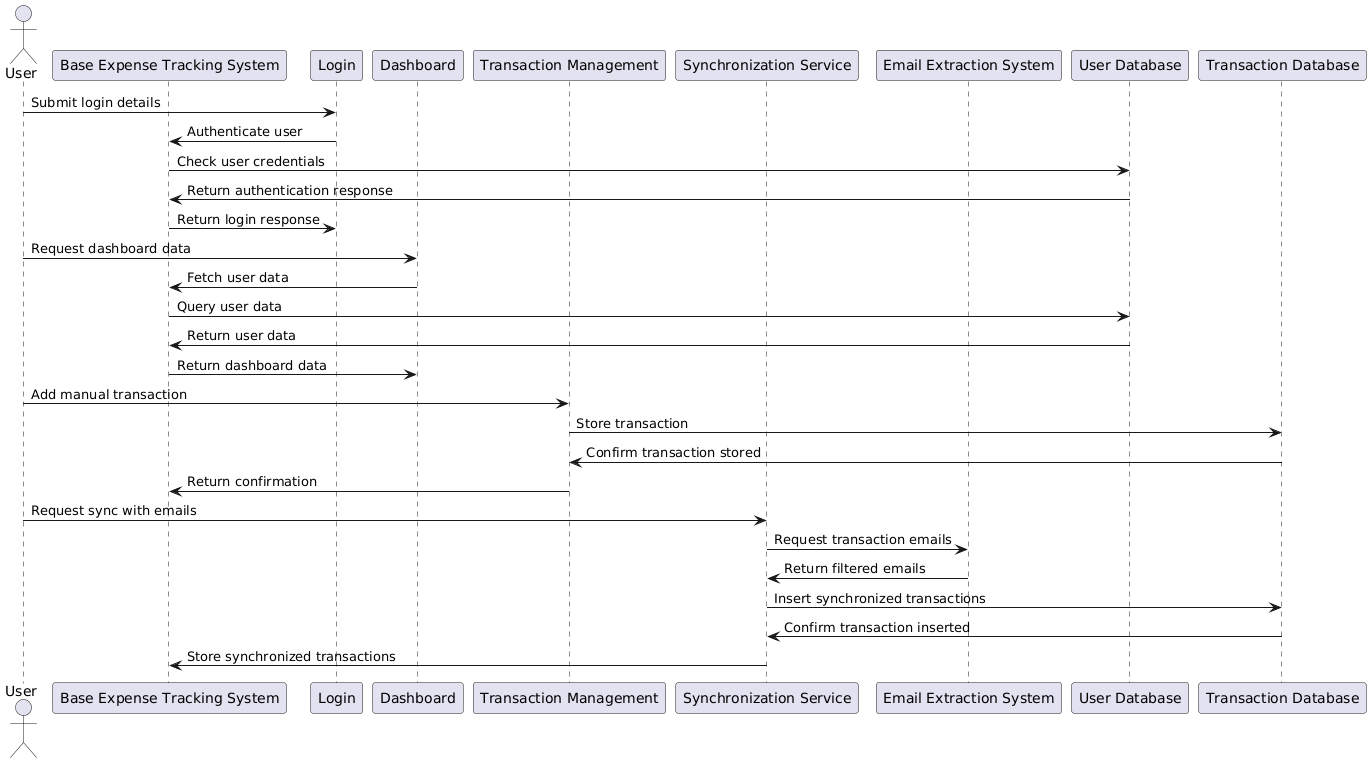 User
Base Expense Tracking System
Login
Dashboard
Transaction Management
Synchronization Service
Email Extraction System
User Database
Transaction Database
Submit login details
Authenticate user
Check user credentials
Return authentication response
Return login response
Request dashboard data
Fetch user data
Query user data
Return user data
Return dashboard data
Add manual transaction
Store transaction
Confirm transaction stored
Return confirmation
Request sync with emails
Request transaction emails
Return filtered emails
Insert synchronized transactions
Confirm transaction inserted
Store synchronized transactions
User
Base Expense Tracking System
Login
Dashboard
Transaction Management
Synchronization Service
Email Extraction System
User Database
Transaction Database